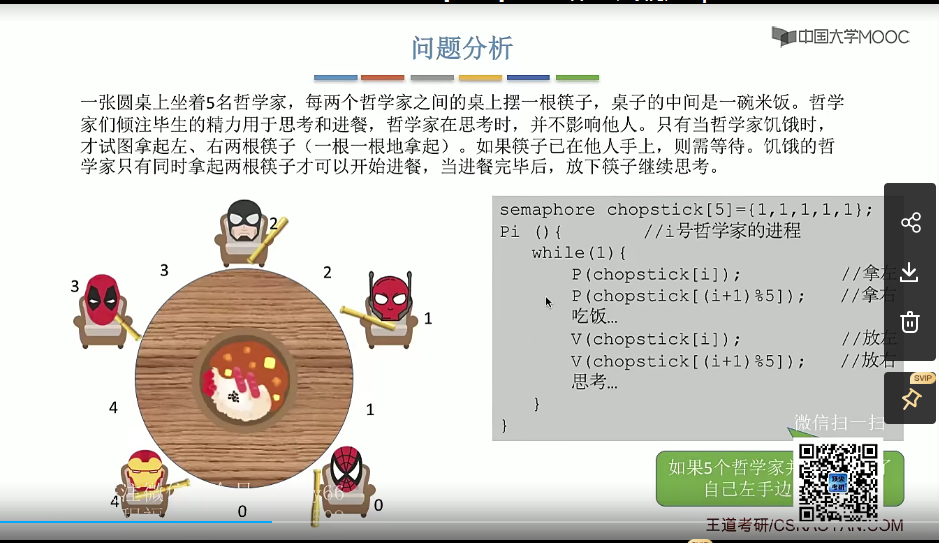 中国大学MOOC
问题分析
一张圆桌上坐着5名哲学家，每两个哲学家之间的桌上摆一根筷子，桌子的中间是一碗米饭。哲学
家们倾注毕生的精力用于思考和进餐，哲学家在思考时，并不影响他人。只有当哲学家饥饿时，
才试图拿起左、右两根筷子（一根一根地拿起）。如果筷子已在他人手上，则需等待。饥饿的哲
学家只有同时拿起两根筷子才可以开始进餐，当进餐完毕后，放下筷子继续思考。
semaphore chopstick[5]={1,1,1,1,1};
Pi (){ //i号哲学家的进程
while(1){
P(chopstick[i]); //拿左
P(chopstick[(i+1)%5]); //拿右
吃饭…
V(chopstick[i]); //放左
V(chopstick[(i+1)%5]); //放右
思考…
}
}
2
3
2
3
1
4
1
4
0
0
SVIP
微信扫一扫
如果5个哲学家并
了
自己左手边
王道考研/CSKAOYAN.COM